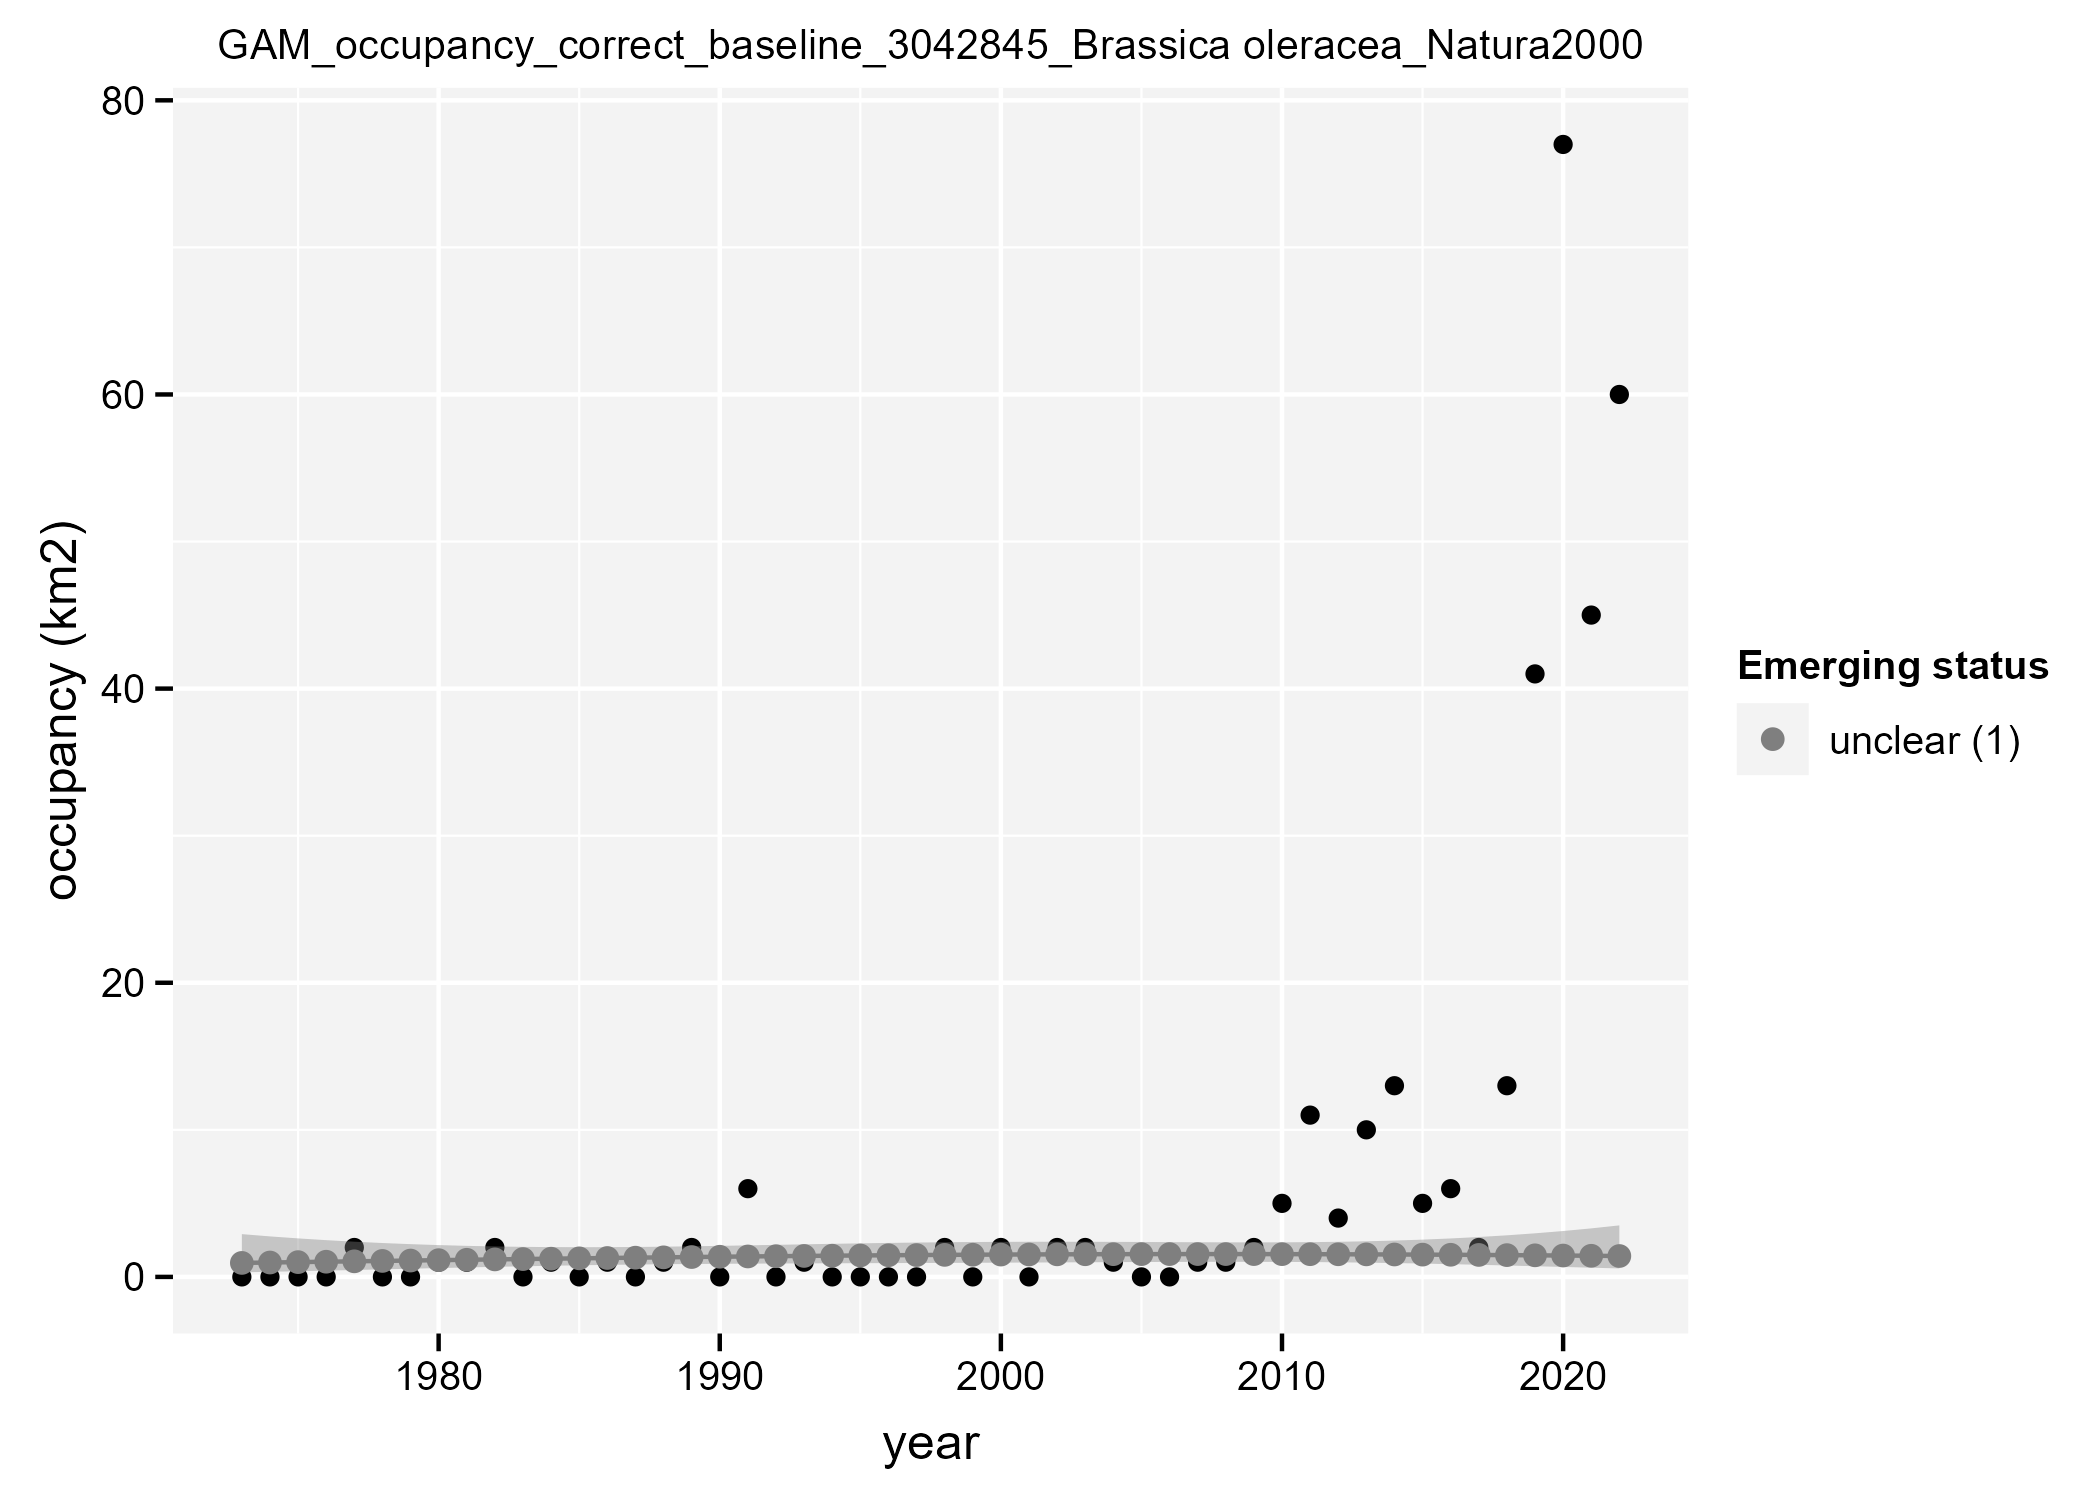 GAM_occupancy_correct_baseline_3042845_Brassica oleracea_Natura2000
80
60
40
20
0
occupancy (km2)
1980 1990 2000 2010 2020
year
Emerging status
unclear (1)